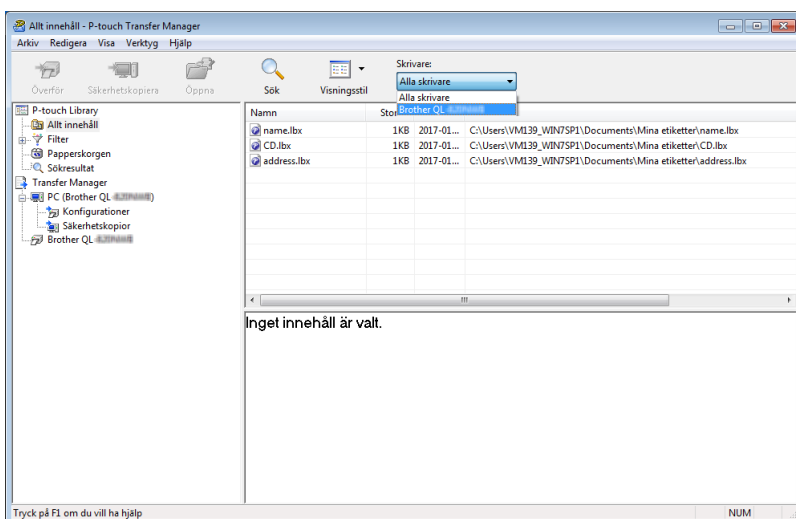 Allt innehåll - P-touch Transfer Manager
Arkiv Redigera Visa Verktyg Hjälp
Överför Säkerhetskopiera Öppna Sök Visningsstil
Skrivare:
Alla skrivare
Alla skrivare
Brother QL
P-touch Library
Allt innehåll
Filter
Papperskorgen
Sökresultat
Transfer Manager
PC (Brother QL )
Konfigurationer
Säkerhetskopior
Brother QL
Namn
name.lbx 1KB 2017-01... C:\Users\VM139_WIN7SP1\Documents\Mina etiketter\name.lbx
CD.lbx 1KB 2017-01... C:\Users\VM139_WIN7SP1\Documents\Mina etiketter\CD.lbx
address.lbx 1KB 2017-01... C:\Users\VM139_WIN7SP1\Documents\Mina etiketter\address.lbx
Inget innehåll är valt.
Tryck på F1 om du vill ha hjälp NUM